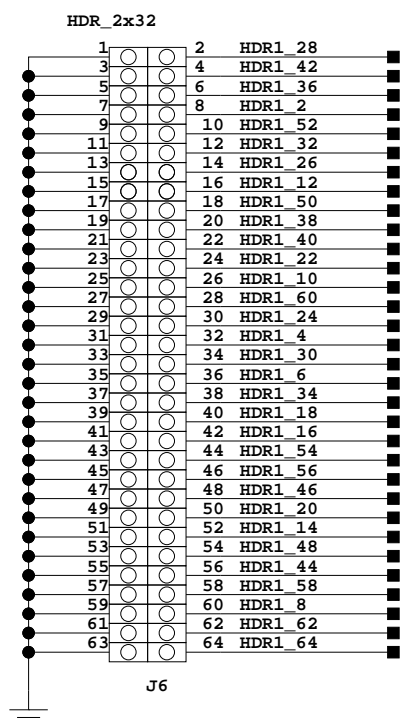 HDR_2x32
1 2 HDR1_28
3 4 HDR1_42
5 6 HDR1_36
7 8 HDR1_2
9 10 HDR1_52
11 12 HDR1_32
13 14 HDR1_26
15 16 HDR1_12
17 18 HDR1_50
19 20 HDR1_38
21 22 HDR1_40
23 24 HDR1_22
25 26 HDR1_10
27 28 HDR1_60
29 30 HDR1_24
31 32 HDR1_4
33 34 HDR1_30
35 36 HDR1_6
37 38 HDR1_34
39 40 HDR1_18
41 42 HDR1_16
43 44 HDR1_54
45 46 HDR1_56
47 48 HDR1_46
49 50 HDR1_20
51 52 HDR1_14
53 54 HDR1_48
55 56 HDR1_44
57 58 HDR1_58
59 60 HDR1_8
61 62 HDR1_62
63 64 HDR1_64
J6